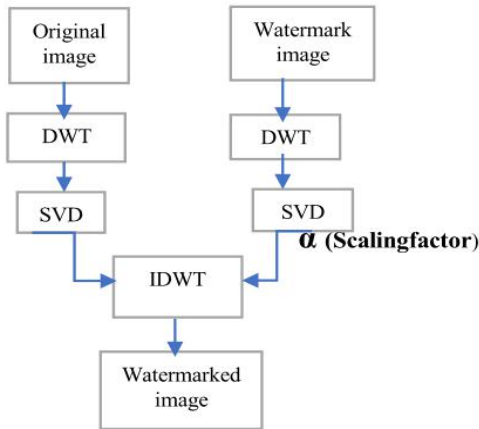 Original
image
Watermark
image
DWT
DWT
SVD
SVD
α (Scalingfactor)
IDWT
Watermarked
image